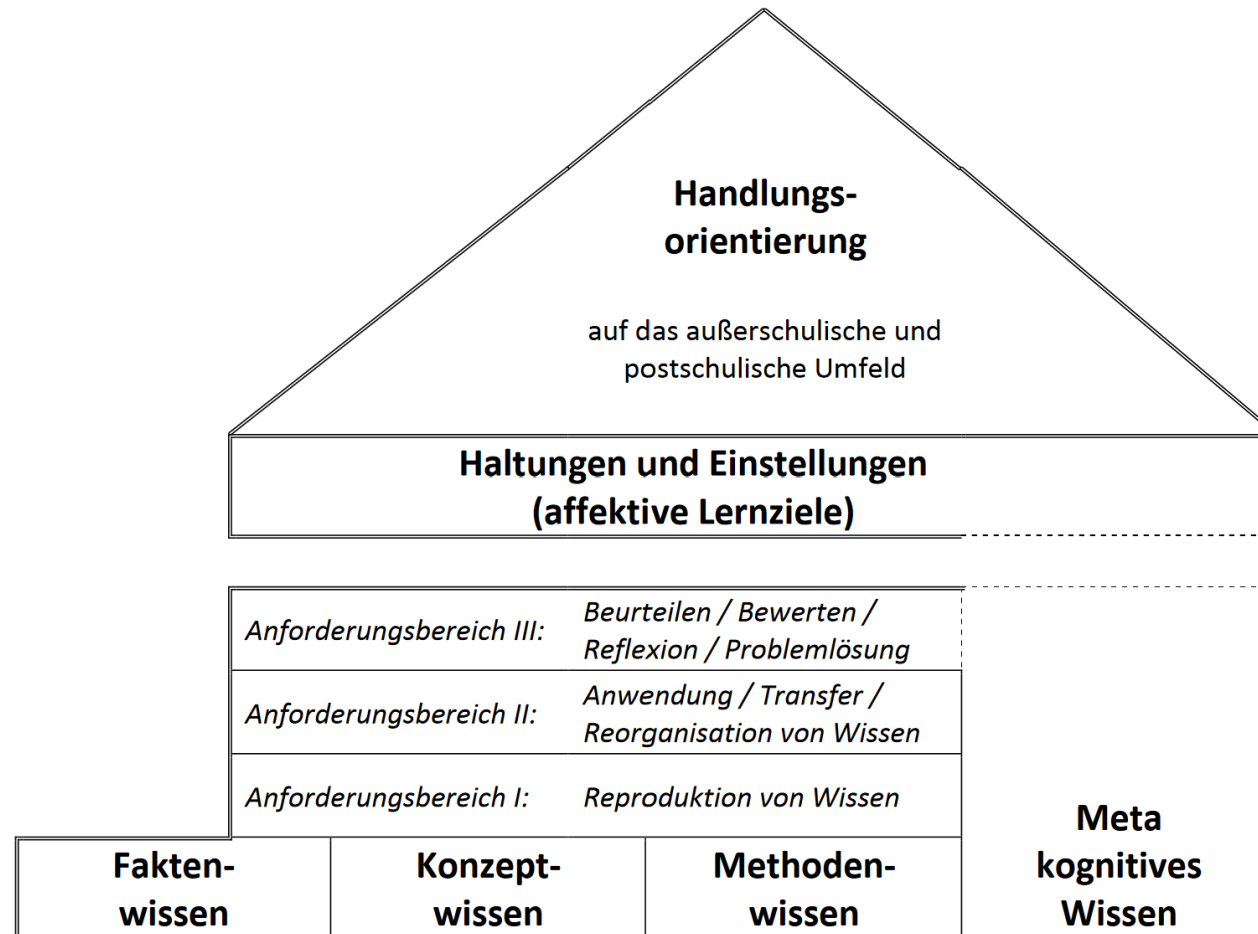 Handlungs-
orientierung
auf das außerschulische und
postschulische Umfeld
Haltungen und Einstellungen
(affektive Lernziele)
Anforderungsbereich III:
Beurteilen / Bewerten /
Reflexion / Problemlösung
Anforderungsbereich II:
Anwendung / Transfer /
Reorganisation von Wissen
Anforderungsbereich I:
Reproduktion von Wissen
Fakten-
wissen
Konzept-
wissen
Methoden-
wissen
Meta
kognitives
Wissen